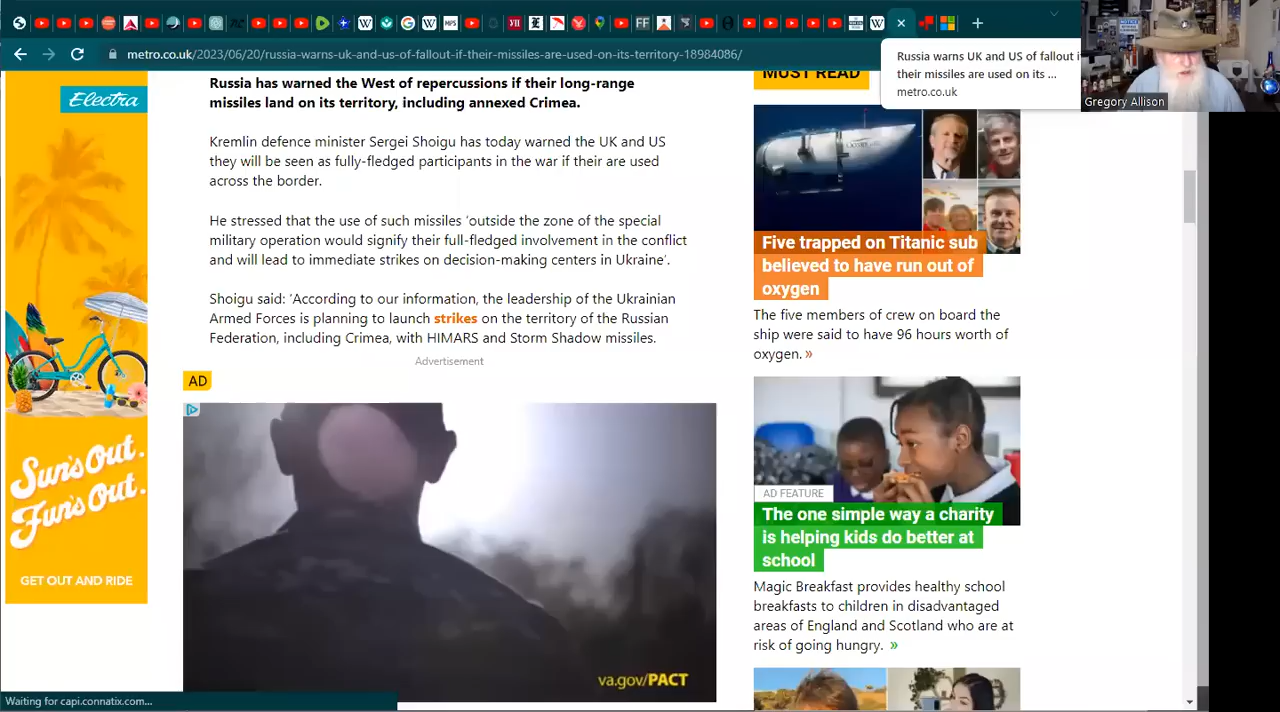 metro.co.uk/2023/06/20/russia-warns-uk-and-us-of-fallout-if-their-missiles-are-used-on-its-territory-18984086/
Russia warns UK and US of fallout i
their missiles are used on its ...
metro.co.uk
Gregory Allison
Electra
Sun's Out.
Fun's Out.
GET OUT AND RIDE
Russia has warned the West of repercussions if their long-range
missiles land on its territory, including annexed Crimea.
Kremlin defence minister Sergei Shoigu has today warned the UK and US
they will be seen as fully-fledged participants in the war if their are used
across the border.
He stressed that the use of such missiles ‘outside the zone of the special
military operation would signify their full-fledged involvement in the conflict
and will lead to immediate strikes on decision-making centers in Ukraine’.
Shoigu said: ‘According to our information, the leadership of the Ukrainian
Armed Forces is planning to launch strikes on the territory of the Russian
Federation, including Crimea, with HIMARS and Storm Shadow missiles.
Advertisement
AD
va.gov/PACT
MUST READ
Five trapped on Titanic sub
believed to have run out of
oxygen
The five members of crew on board the
ship were said to have 96 hours worth of
oxygen. »
AD FEATURE
The one simple way a charity
is helping kids do better at
school
Magic Breakfast provides healthy school
breakfasts to children in disadvantaged
areas of England and Scotland who are at
risk of going hungry. »
Waiting for capi.connatix.com...